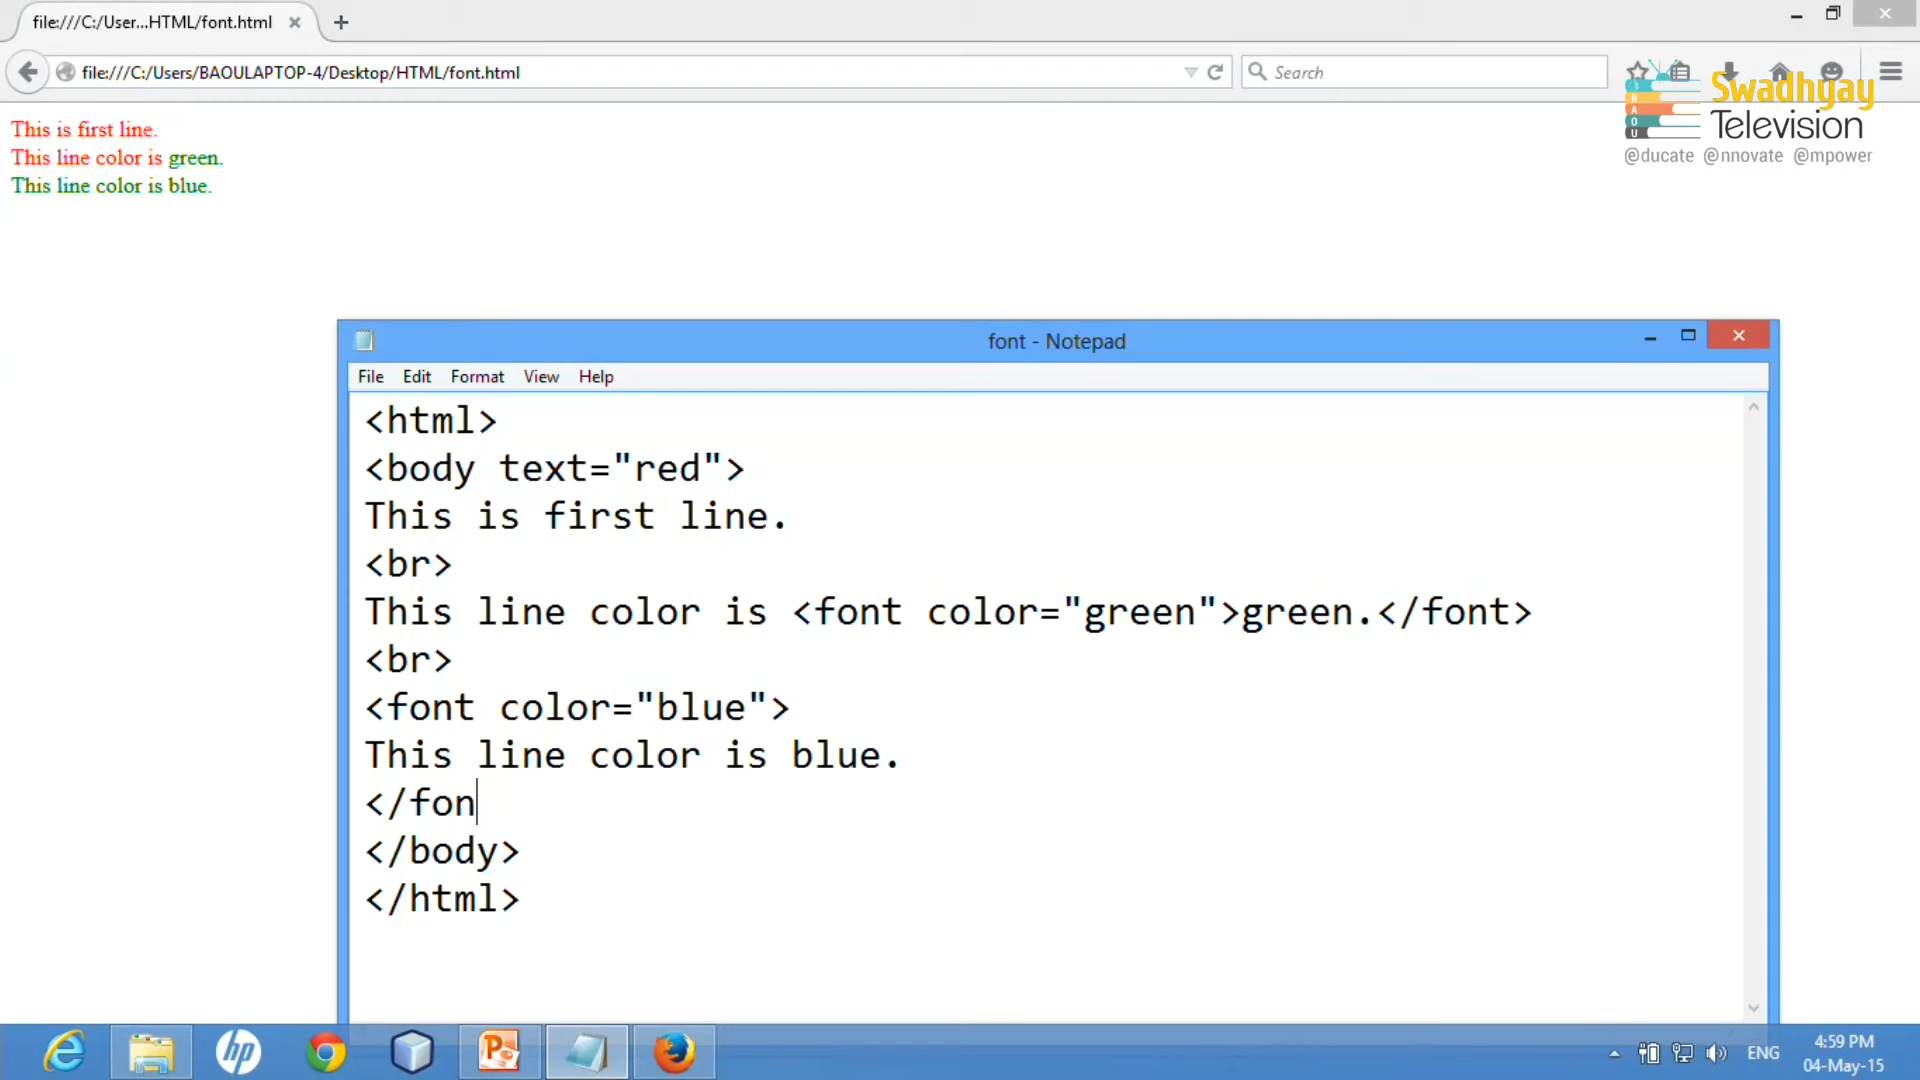 file:///C:/User...HTML/font.html
file:///C:/Users/BAOULAPTOP-4/Desktop/HTML/font.html
Search
Swadhyay
Television
@ducate @nnovate @mpower
BAOU
This is first line.
This line color is green.
This line color is blue.
font - Notepad
File Edit Format View Help
<html>
<body text="red">
This is first line.
<br>
This line color is <font color="green">green.</font>
<br>
<font color="blue">
This line color is blue.
</fon
</body>
</html>
hp
P
ENG
4:59 PM
04-May-15